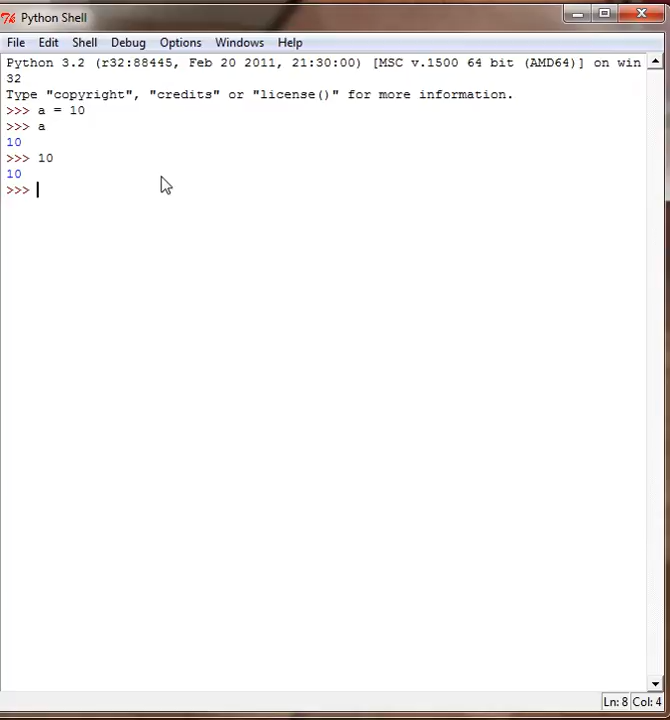 Python Shell
File Edit Shell Debug Options Windows Help
Python 3.2 (r32:88445, Feb 20 2011, 21:30:00) [MSC v.1500 64 bit (AMD64)] on win
32
Type "copyright", "credits" or "license()" for more information.
>>> a = 10
>>> a
10
>>> 10
10
>>>
Ln: 8 Col: 4